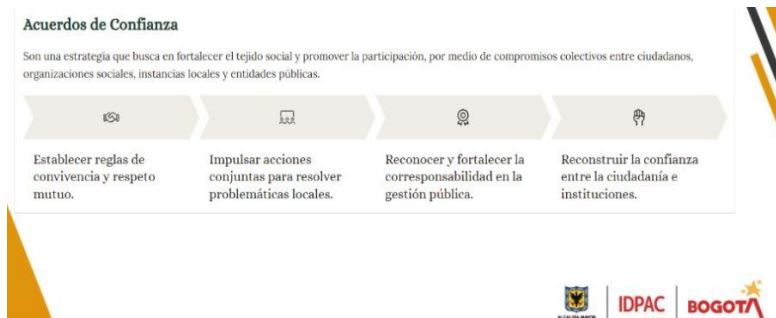 Acuerdos de Confianza
Son una estrategia que busca en fortalecer el tejido social y promover la participación, por medio de compromisos colectivos entre ciudadanos,
organizaciones sociales, instancias locales y entidades públicas.
Establecer reglas de
convivencia y respeto
mutuo.
Impulsar acciones
conjuntas para resolver
problemáticas locales.
Reconocer y fortalecer la
corresponsabilidad en la
gestión pública.
Reconstruir la confianza
entre la ciudadanía e
instituciones.
ALCALDÍA MAYOR
IDPAC
BOGOTÁ